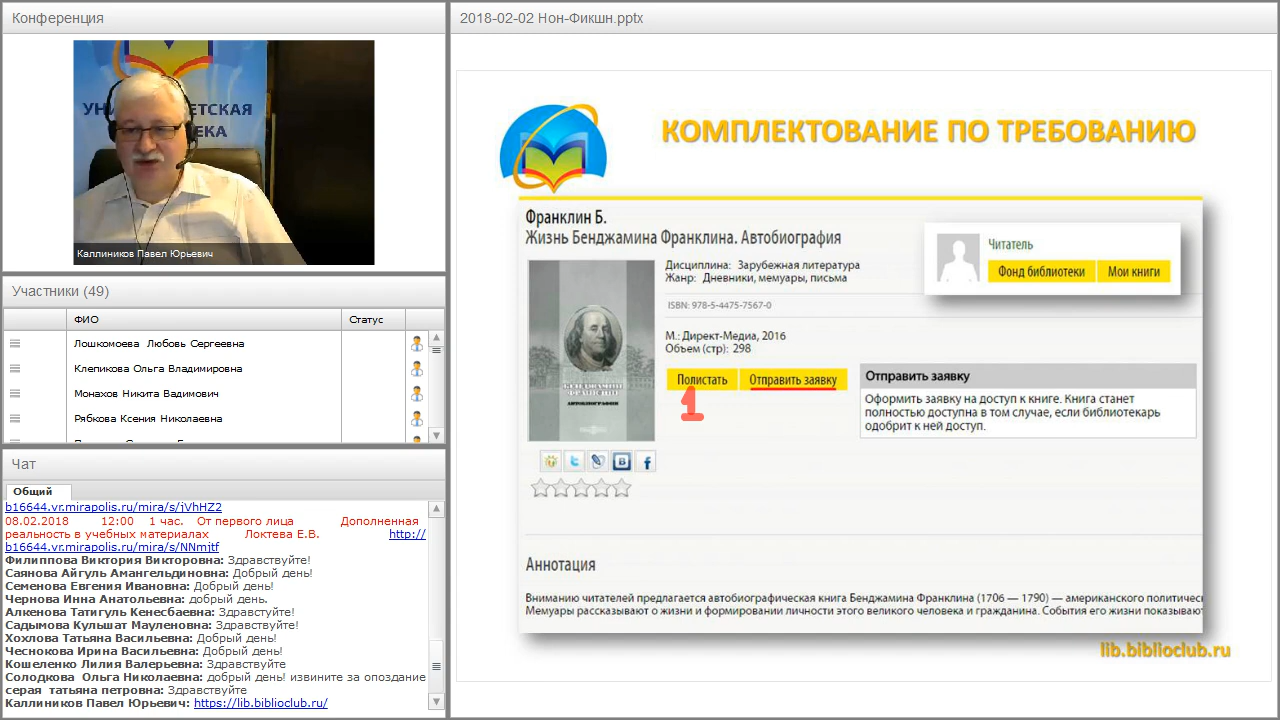 Конференция
УНИ
ЕТСКАЯ
ЕКА
Каллиников Павел Юрьевич
Участники (49)
ФИО
Статус
Лошкомоева Любовь Сергеевна
Клепикова Ольга Владимировна
Монахов Никита Вадимович
Рябкова Ксения Николаевна
Чат
Общий
b16644.vr.mirapolis.ru/mira/s/jVhHZ2
08.02.2018 12:00 1 час. От первого лица Дополненная
реальность в учебных материалах Локтева Е.В. http://
b16644.vr.mirapolis.ru/mira/s/NNmjtf
Филиппова Виктория Викторовна: Здравствуйте!
Саянова Айгуль Амангельдиновна: Добрый день!
Семенова Евгения Ивановна: Добрый день!
Чернова Инна Анатольевна: добрый день.
Алкенова Татигуль Кенесбаевна: Здравстуйте!
Садымова Кульшат Мауленовна: Здравствуйте!
Хохлова Татьяна Васильевна: Добрый день!
Чеснокова Ирина Васильевна: Добрый день!
Кошеленко Лилия Валерьевна: Здравствуйте
Солодкова Ольга Николаевна: добрый день! извините за опоздание
серая татьяна петровна: Здравствуйте
Каллиников Павел Юрьевич: https://lib.biblioclub.ru/
2018-02-02 Нон-Фикшн.pptx
КОМПЛЕКТОВАНИЕ ПО ТРЕБОВАНИЮ
Франклин Б.
Жизнь Бенджамина Франклина. Автобиография
Читатель
Фонд библиотеки Мои книги
Дисциплина: Зарубежная литература
Жанр: Дневники, мемуары, письма
ISBN: 978-5-4475-7567-0
М.: Директ-Медиа, 2016
Объем (стр): 298
Полистать Отправить заявку
1
Отправить заявку
Оформить заявку на доступ к книге. Книга станет
полностью доступна в том случае, если библиотекарь
одобрит к ней доступ.
БЕНДЖАМИН
ФРАНКЛИН
АВТОБИОГРАФИЯ
Аннотация
Вниманию читателей предлагается автобиографическая книга Бенджамина Франклина (1706 — 1790) — американского политичес
Мемуары рассказывают о жизни и формировании личности этого великого человека и гражданина. События его жизни показывают
lib.biblioclub.ru